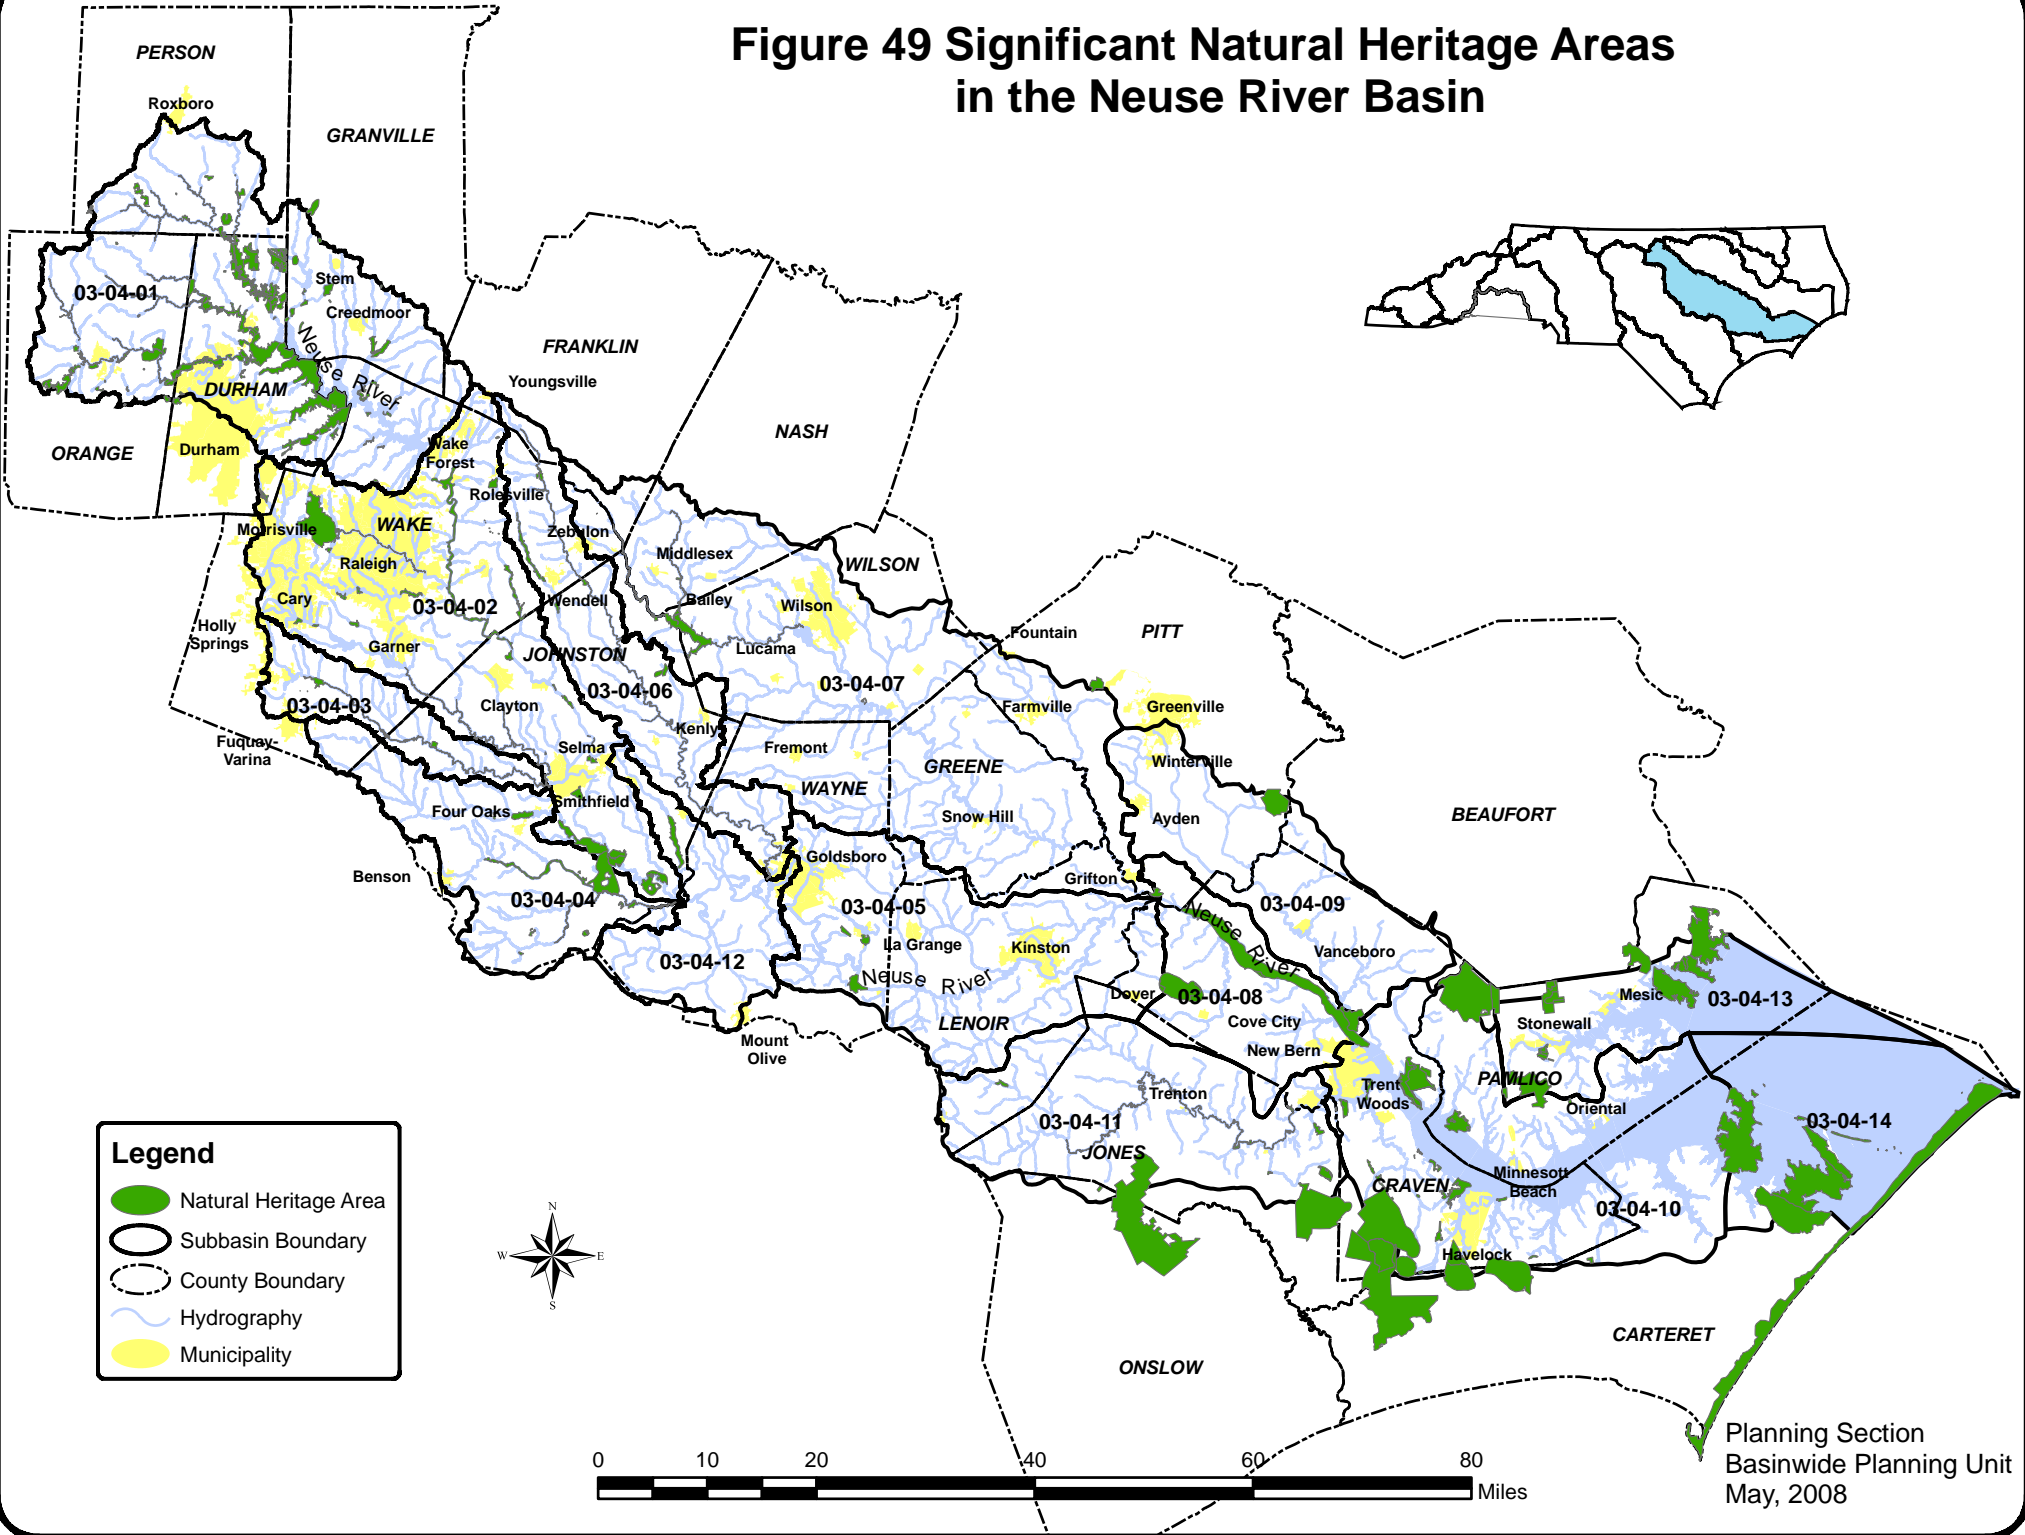 Figure 49 Significant Natural Heritage Areas
in the Neuse River Basin
PERSON
Roxboro
GRANVILLE
Stem
03-04-01
Creedmoor
Neuse River
FRANKLIN
Youngsville
DURHAM
NASH
ORANGE
Durham
Wake
Forest
Rolesville
Morrisville
WAKE
Zebulon
Middlesex
WILSON
Raleigh
Cary
03-04-02
Wendell
Bailey
Wilson
Holly
Springs
Garner
JOHNSTON
Lucama
Fountain
PITT
03-04-06
03-04-07
03-04-03
Clayton
Kenly
Farmville
Greenville
Fuquay-
Varina
Selma
Fremont
GREENE
Winterville
WAYNE
Smithfield
Four Oaks
Snow Hill
Ayden
BEAUFORT
Goldsboro
Benson
Grifton
03-04-04
03-04-05
03-04-09
Neuse River
La Grange
Kinston
Vanceboro
03-04-12
Neuse River
Dover
03-04-08
Mesic
03-04-13
LENOIR
Cove City
Stonewall
Mount
Olive
New Bern
PAMLICO
Trent
Woods
Trenton
Oriental
03-04-11
03-04-14
JONES
CRAVEN
Minnesott
Beach
03-04-10
Havelock
CARTERET
ONSLOW
Legend
Natural Heritage Area
Subbasin Boundary
County Boundary
Hydrography
Municipality
N
W E
S
0 10 20 40 60 80
Miles
Planning Section
Basinwide Planning Unit
May, 2008